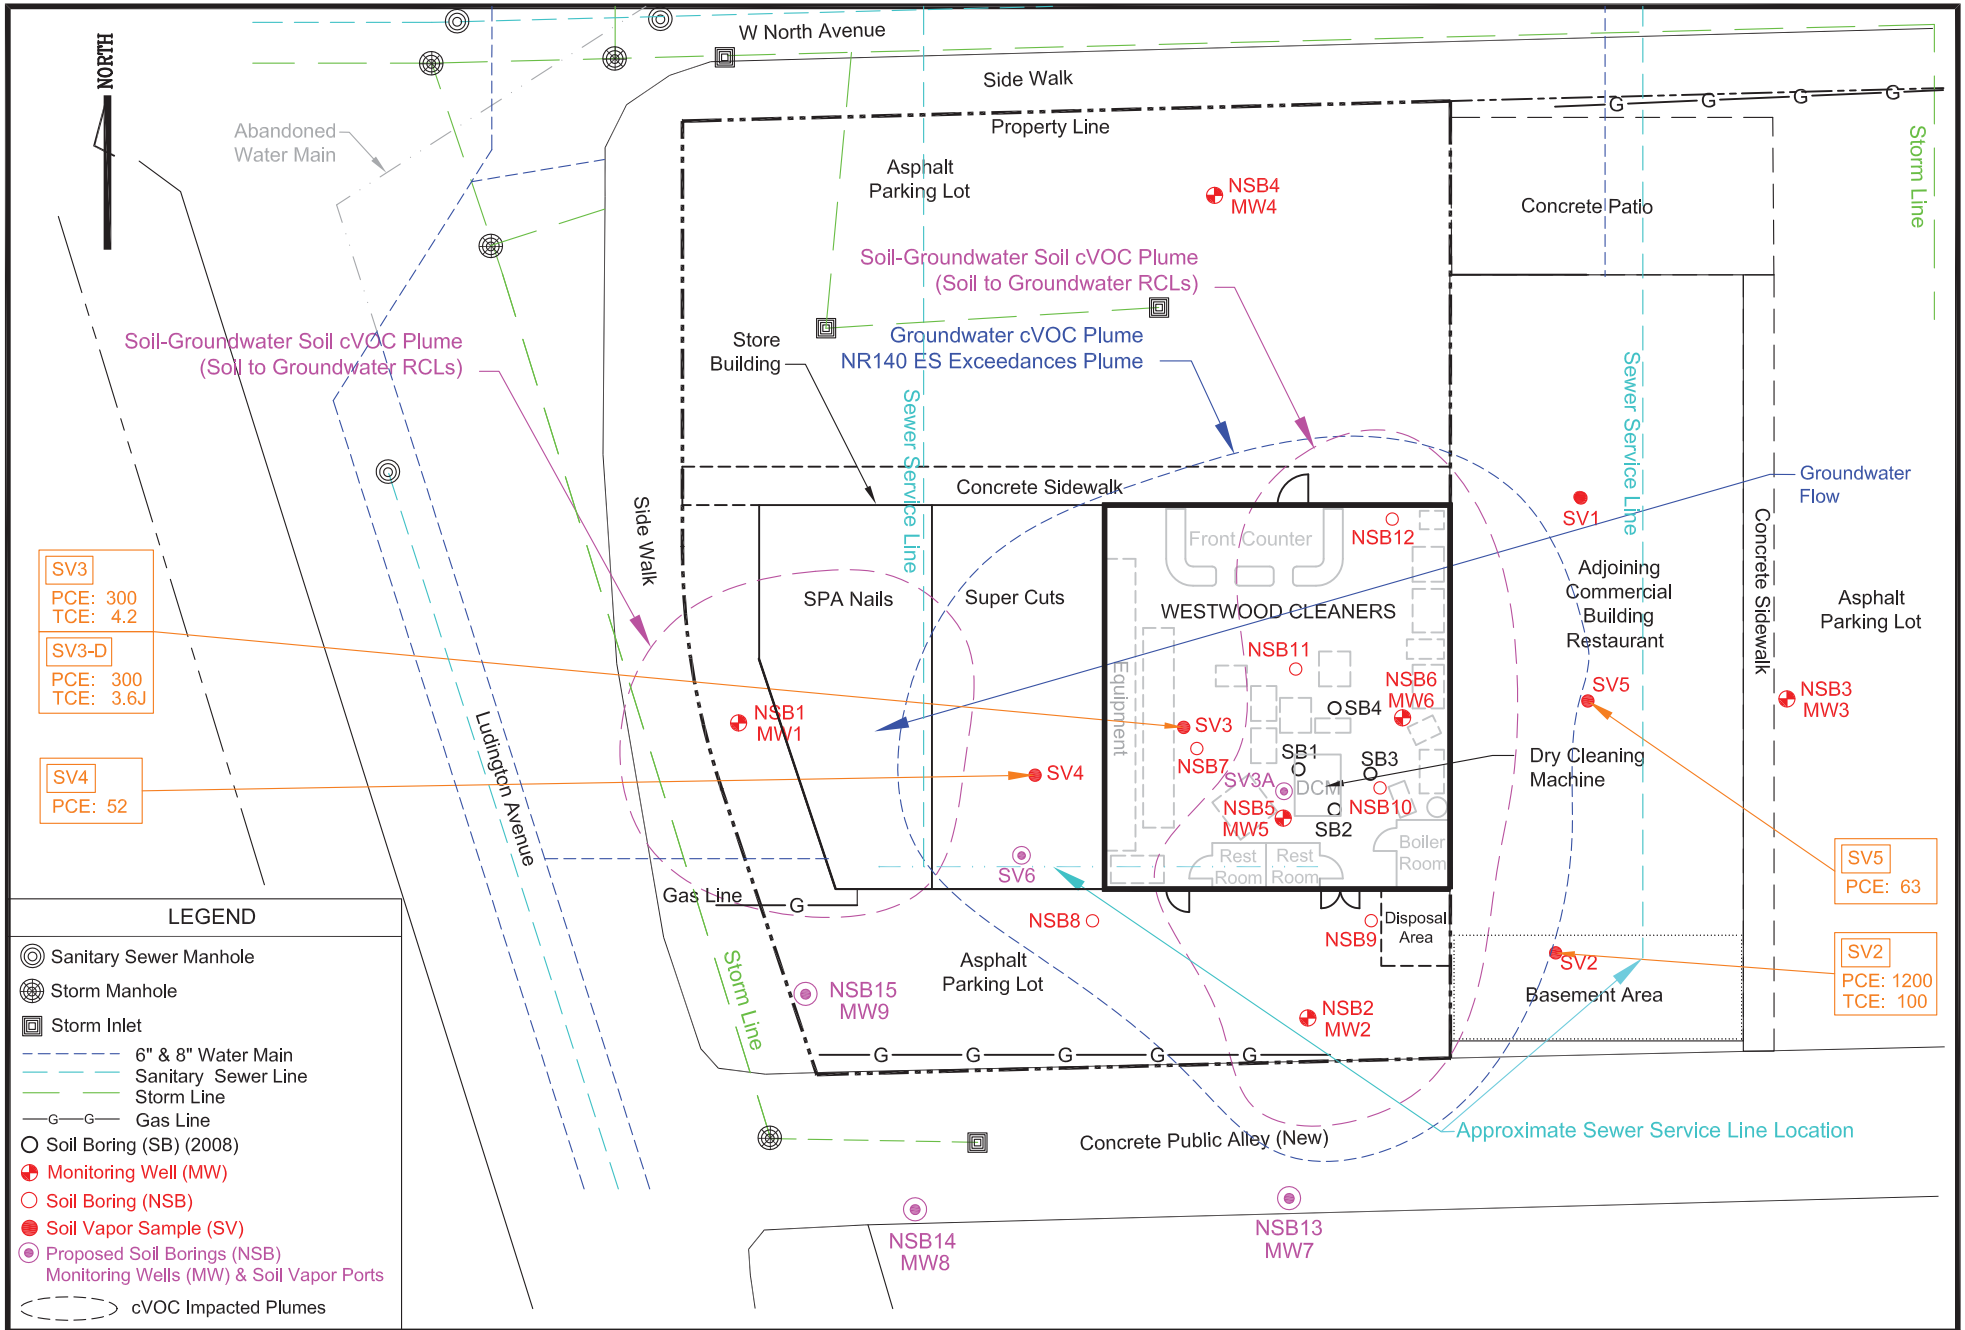 W North Avenue
NORTH
Side Walk
G G G G
Abandoned
Water Main
Property Line
Asphalt
Parking Lot
NSB4
MW4
Concrete Patio
Storm Line
Soil-Groundwater Soil cVOC Plume
(Soil to Groundwater RCLs)
Soil-Groundwater Soil cVOC Plume
(Soil to Groundwater RCLs)
Store
Building
Groundwater cVOC Plume
NR140 ES Exceedances Plume
Sewer Service Line
Sewer Service Line
Groundwater
Flow
Concrete Sidewalk
Side Walk
SV1
NSB12
Front Counter
Concrete Sidewalk
SV3
PCE: 300
TCE: 4.2
SV3-D
PCE: 300
TCE: 3.6J
SPA Nails
Super Cuts
WESTWOOD CLEANERS
Adjoining
Commercial
Building
Restaurant
Asphalt
Parking Lot
NSB11
Equipment
NSB6
MW6
SB4
SV5
NSB3
MW3
NSB1
MW1
SV3
NSB7
SB1
SB3
Dry Cleaning
Machine
Ludington Avenue
SV4
PCE: 52
SV4
SV3A
DCM
NSB10
NSB5
MW5
SB2
Boiler
Room
Rest
Room
Rest
Room
SV6
SV5
PCE: 63
Gas Line
G
NSB8
NSB9
Disposal
Area
SV2
PCE: 1200
TCE: 100
SV2
Basement Area
Storm Line
Asphalt
Parking Lot
NSB15
MW9
NSB2
MW2
G G G G G
Concrete Public Alley (New)
Approximate Sewer Service Line Location
NSB14
MW8
NSB13
MW7
LEGEND
Sanitary Sewer Manhole
Storm Manhole
Storm Inlet
6" & 8" Water Main
Sanitary Sewer Line
Storm Line
G G Gas Line
Soil Boring (SB) (2008)
Monitoring Well (MW)
Soil Boring (NSB)
Soil Vapor Sample (SV)
Proposed Soil Borings (NSB)
Monitoring Wells (MW) & Soil Vapor Ports
cVOC Impacted Plumes